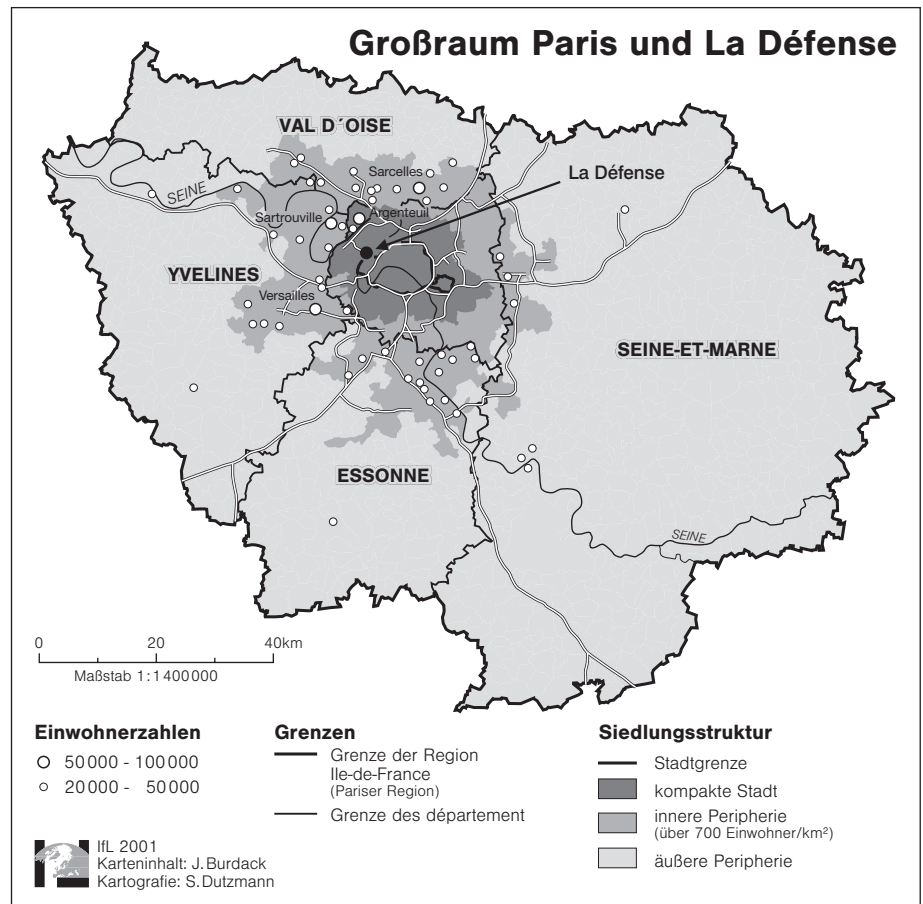 Großraum Paris und La Défense
VAL D´OISE
Sarcelles
La Défense
SEINE
Sartrouville
Argenteuil
YVELINES
Versailles
SEINE-ET-MARNE
ESSONNE
SEINE
0 20 40km
Maßstab 1:1400000
Einwohnerzahlen
50000 - 100000
20000 - 50000
Grenzen
Grenze der Region
Ile-de-France
(Pariser Region)
Grenze des département
Siedlungsstruktur
Stadtgrenze
kompakte Stadt
innere Peripherie
(über 700 Einwohner/km²)
äußere Peripherie
IfL 2001
Karteninhalt: J. Burdack
Kartografie: S. Dutzmann